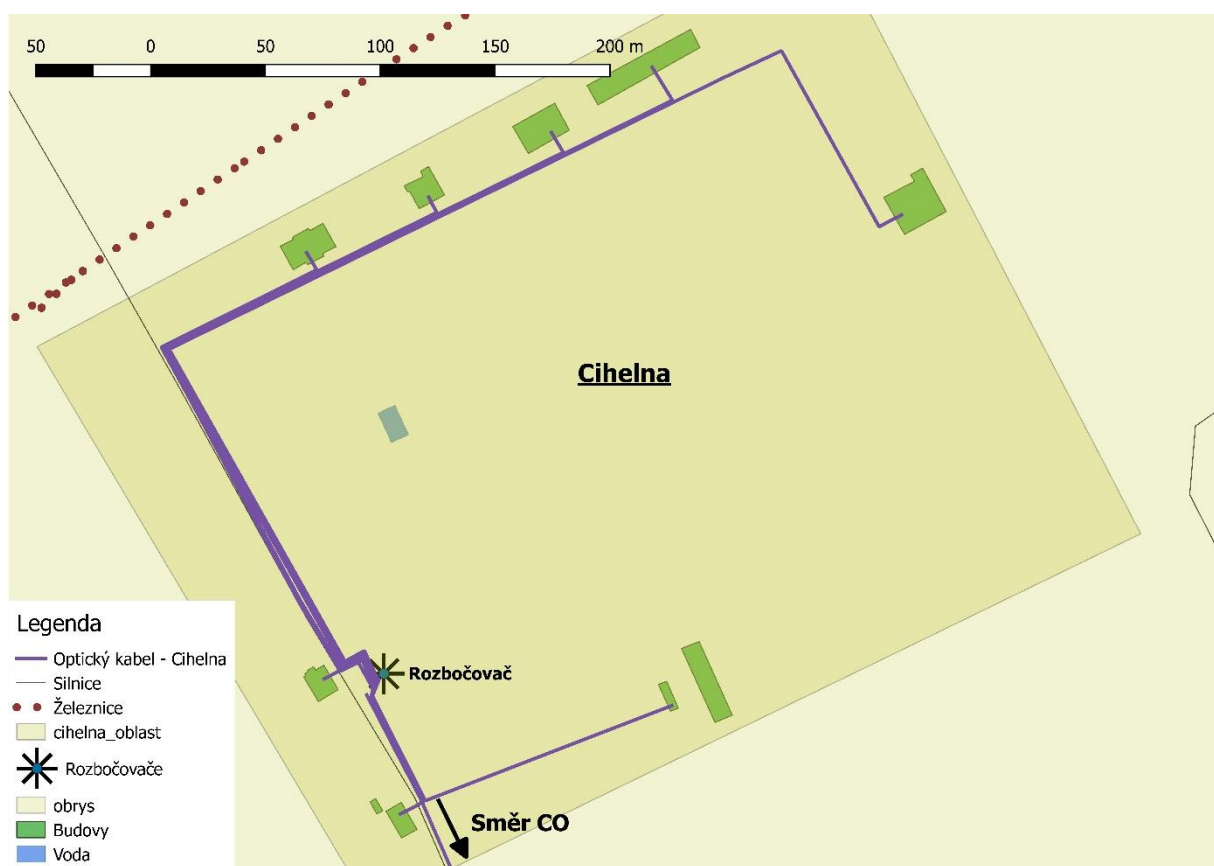 50 0 50 100 150 200 m
Cihelna
Rozbočovač
Směr CO
Legenda
Optický kabel - Cihelna
Silnice
Železnice
cihelna_oblast
Rozbočovače
obrys
Budovy
Voda